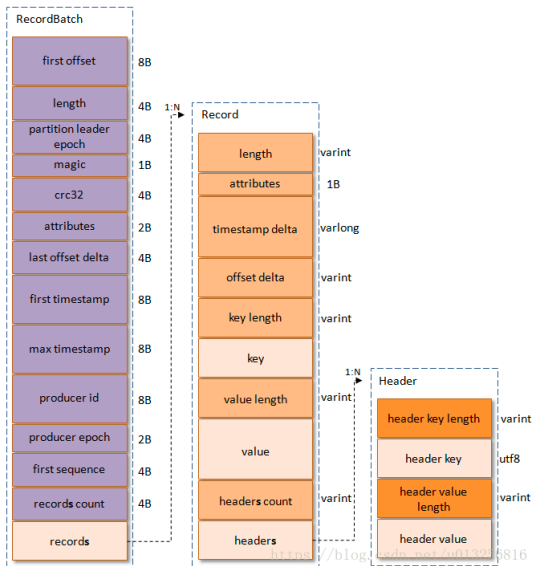 RecordBatch
first offset
8B
length
4B
partition leader
epoch
4B
magic
1B
crc32
4B
attributes
2B
last offset delta
4B
first timestamp
8B
max timestamp
8B
producer id
8B
producer epoch
2B
first sequence
4B
records count
4B
records
1:N
Record
length
varint
attributes
1B
timestamp delta
varlong
offset delta
varint
key length
varint
key
value length
varint
value
headers count
varint
headers
1:N
Header
header key length
varint
header key
utf8
header value
length
varint
header value